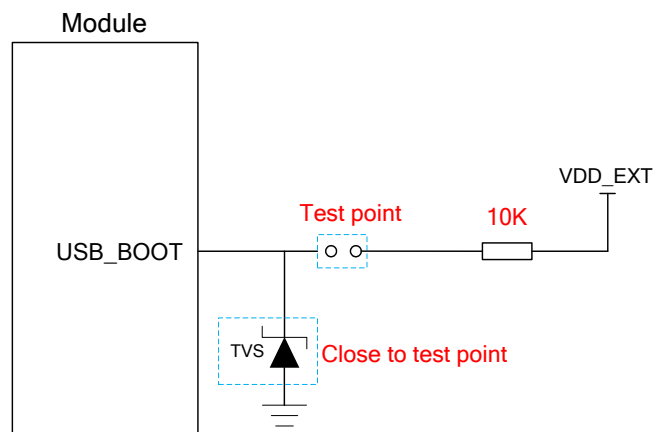 Module
VDD_EXT
Test point
10K
USB_BOOT
TVS
Close to test point